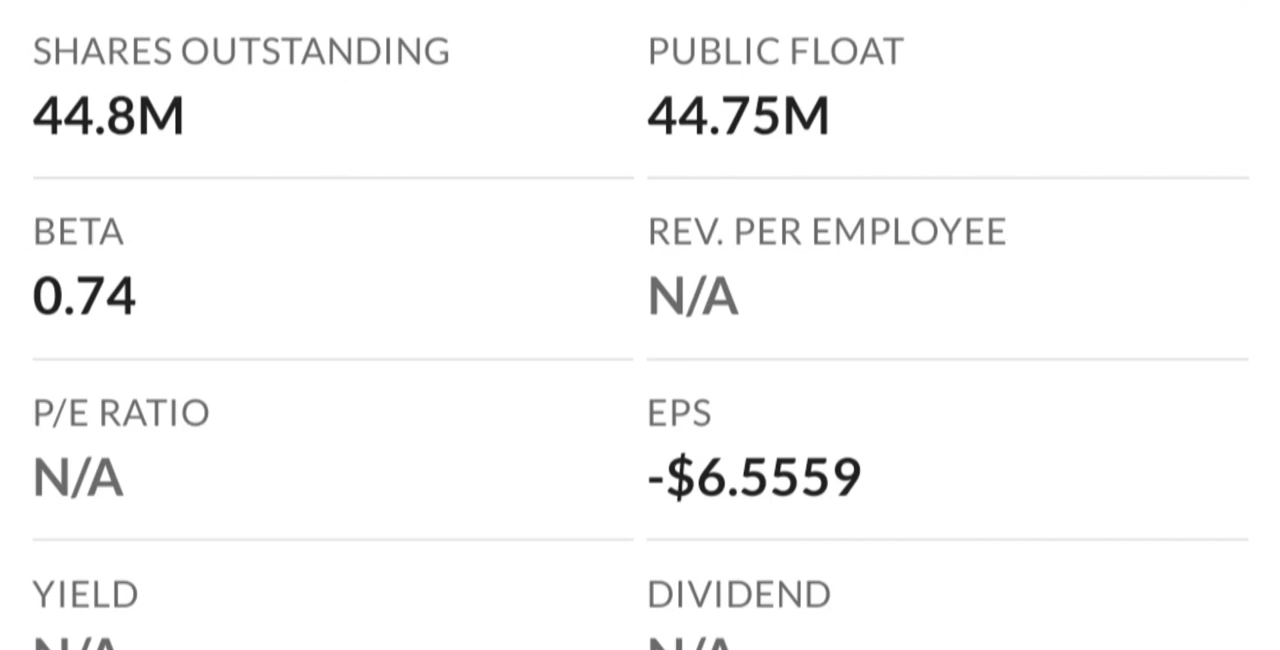 SHARES OUTSTANDING
44.8M
PUBLIC FLOAT
44.75M
BETA
0.74
REV. PER EMPLOYEE
N/A
P/E RATIO
N/A
EPS
-$6.5559
YIELD
N/A
DIVIDEND
N/A